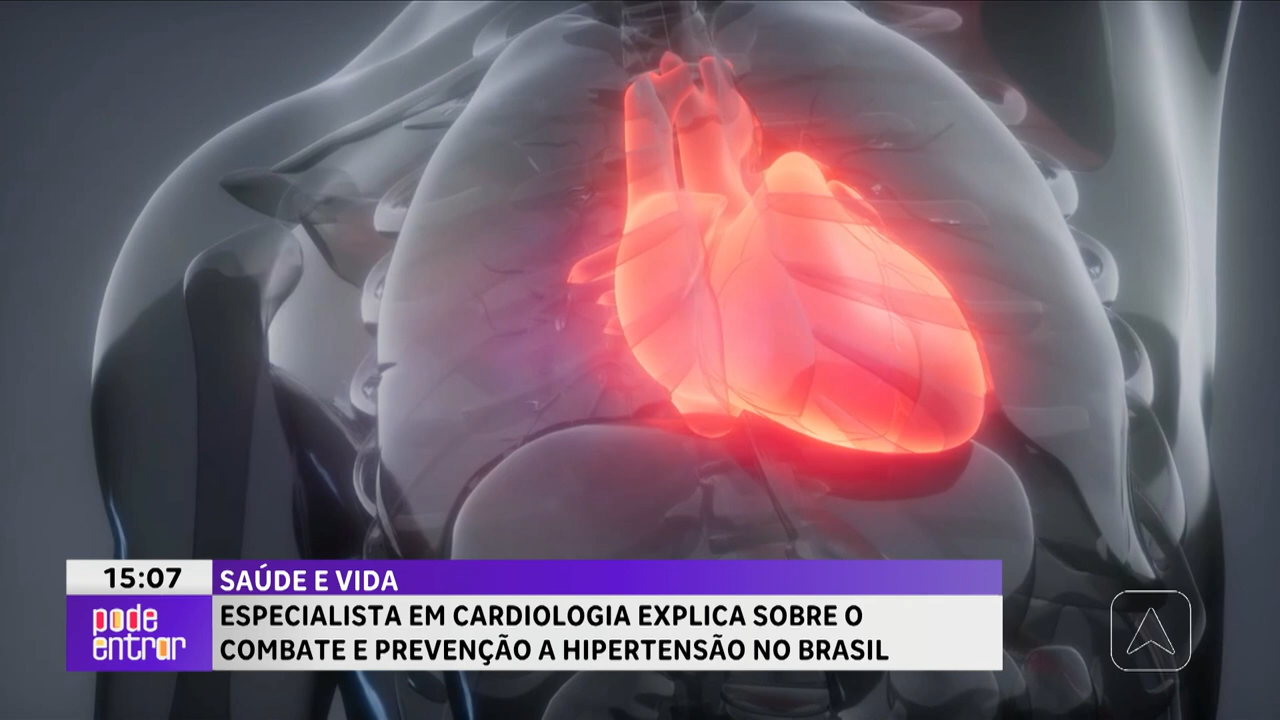 15:07
SAÚDE E VIDA
pode
entrar
ESPECIALISTA EM CARDIOLOGIA EXPLICA SOBRE O
COMBATE E PREVENÇÃO A HIPERTENSÃO NO BRASIL